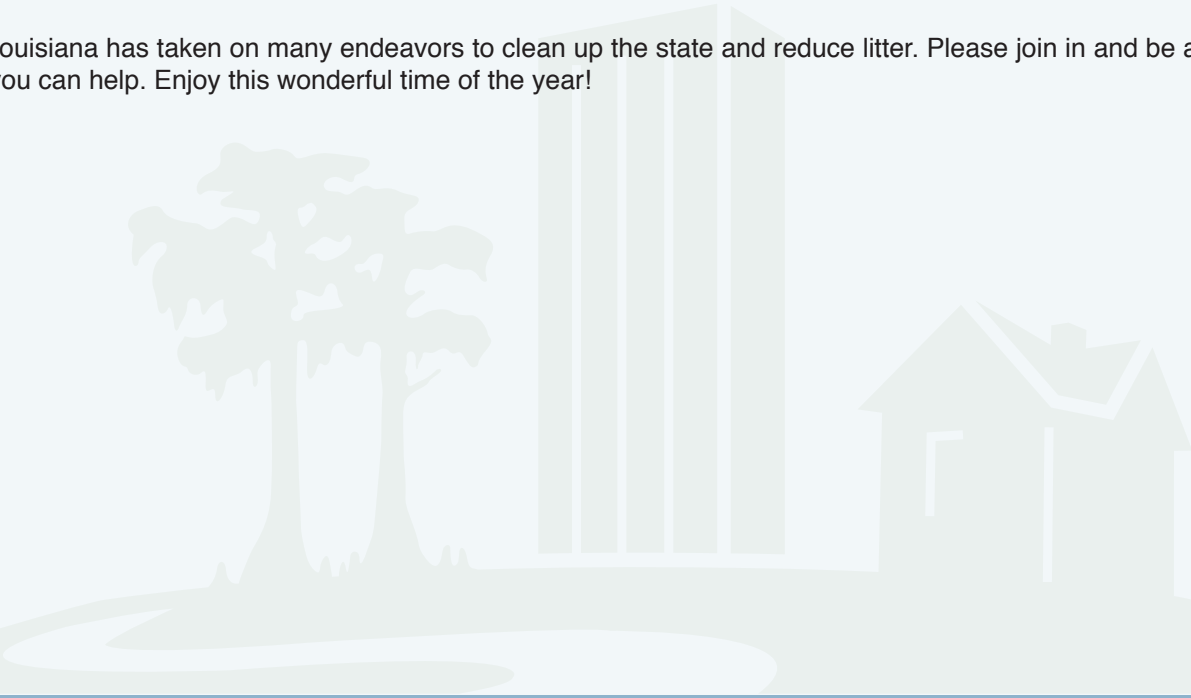 ouisiana has taken on many endeavors to clean up the state and reduce litter. Please join in and be a
you can help. Enjoy this wonderful time of the year!